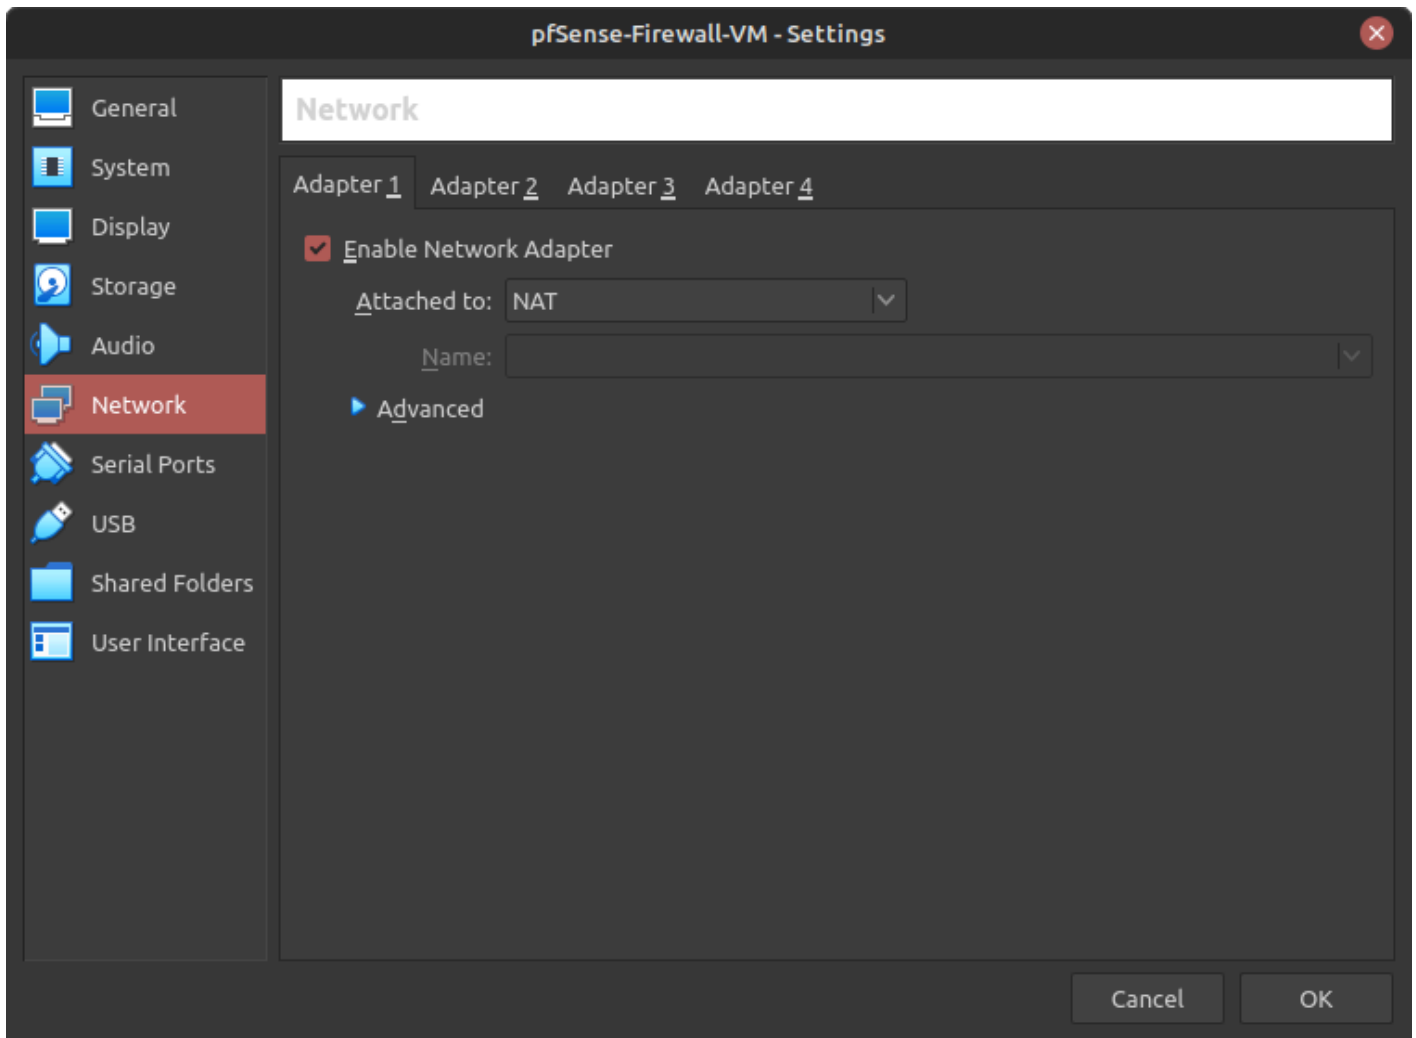 pfSense-Firewall-VM - Settings
General
System
Display
Storage
Audio
Network
Serial Ports
USB
Shared Folders
User Interface
Network
Adapter 1 Adapter 2 Adapter 3 Adapter 4
Enable Network Adapter
Attached to: NAT
Name:
Advanced
Cancel OK